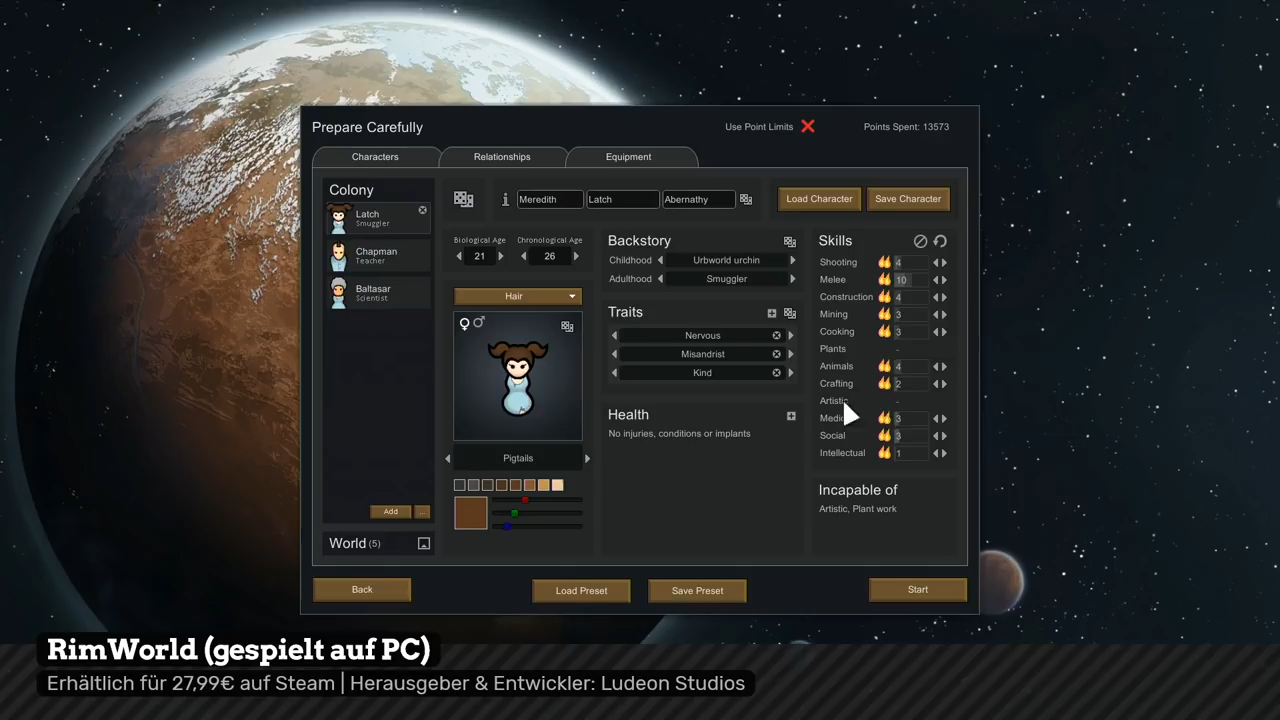 Prepare Carefully
Use Point Limits
Points Spent: 13573
Characters
Relationships
Equipment
Colony
Latch
Smuggler
Chapman
Teacher
Baltasar
Scientist
Add
...
World (5)
Meredith
Latch
Abernathy
Load Character
Save Character
Biological Age
Chronological Age
21
26
Hair
Pigtails
Backstory
Childhood
Urbworld urchin
Adulthood
Smuggler
Traits
Nervous
Misandrist
Kind
Health
No injuries, conditions or implants
Skills
Shooting 4
Melee 10
Construction 4
Mining 3
Cooking 3
Plants -
Animals 4
Crafting 2
Artistic -
Medic 3
Social 3
Intellectual 1
Incapable of
Artistic, Plant work
Back
Load Preset
Save Preset
Start
RimWorld (gespielt auf PC)
Erhältlich für 27,99€ auf Steam | Herausgeber & Entwickler: Ludeon Studios